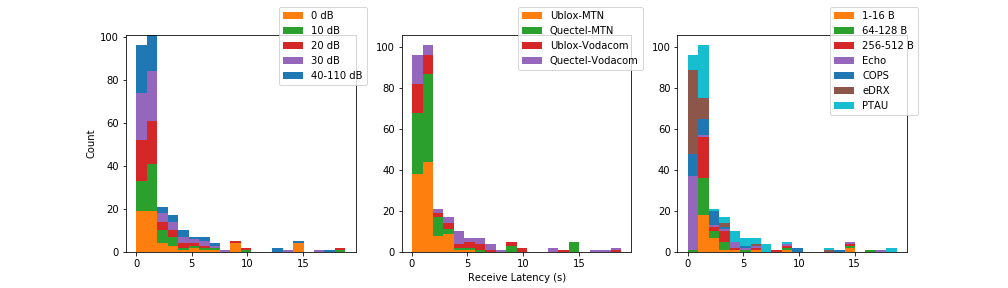 0 dB
10 dB
20 dB
30 dB
40-110 dB
Count
100
80
60
40
20
0
0 5 10 15
Ublox-MTN
Quectel-MTN
Ublox-Vodacom
Quectel-Vodacom
100
80
60
40
20
0
0 5 10 15
Receive Latency (s)
1-16 B
64-128 B
256-512 B
Echo
COPS
eDRX
PTAU
100
80
60
40
20
0
0 5 10 15